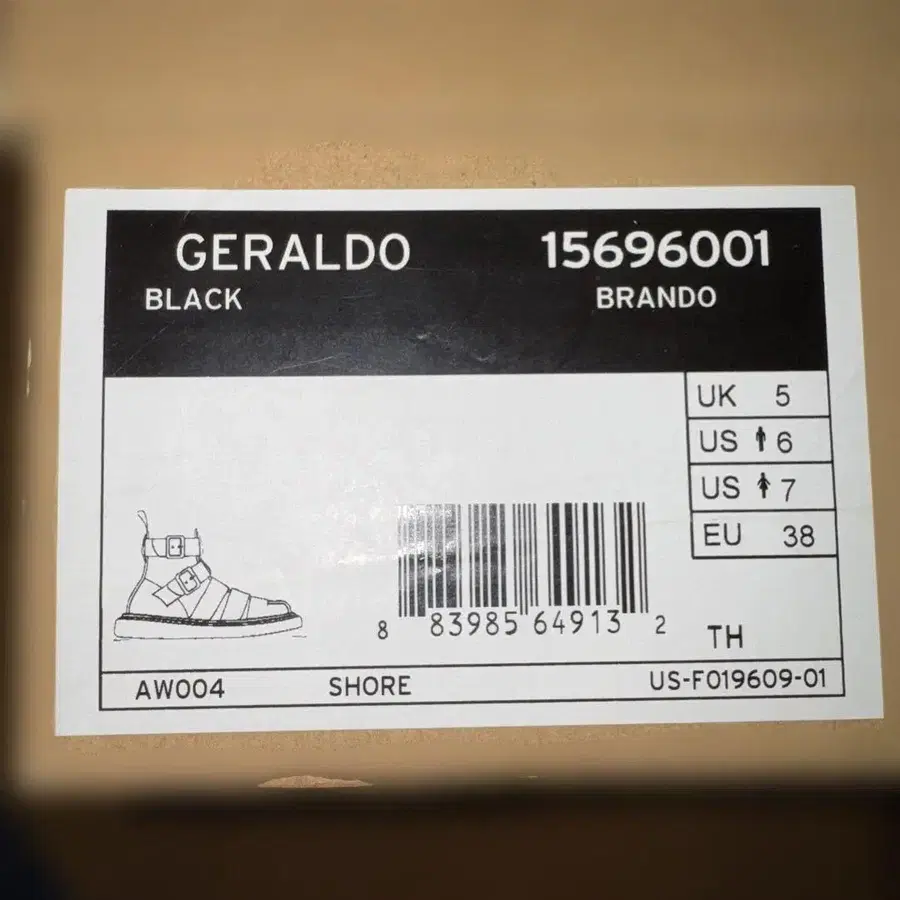 GERALDO 15696001
BLACK BRANDO
UK 5
US 6
US 7
EU 38
8 83985 64913 2
TH
AW004 SHORE US-F019609-01